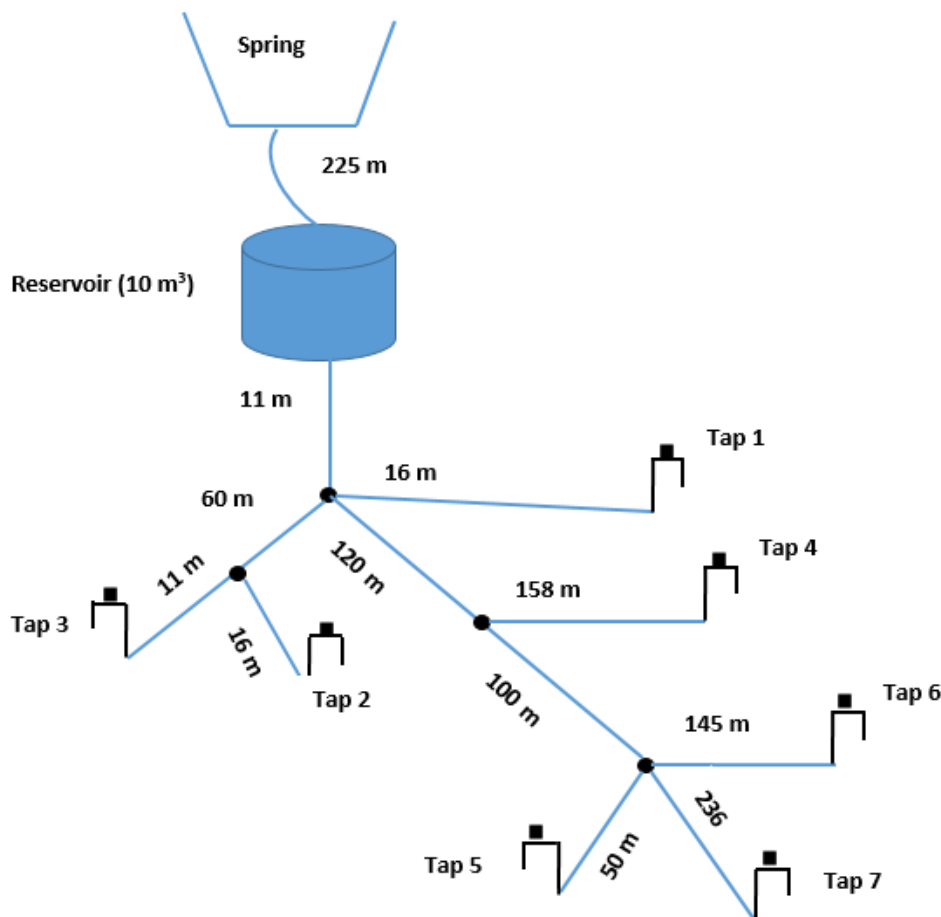 Spring
225 m
Reservoir (10 m³)
11 m
Tap 1
16 m
60 m
120 m
Tap 4
11 m
158 m
Tap 3
16 m
Tap 2
100 m
Tap 6
145 m
236
50 m
Tap 5
Tap 7